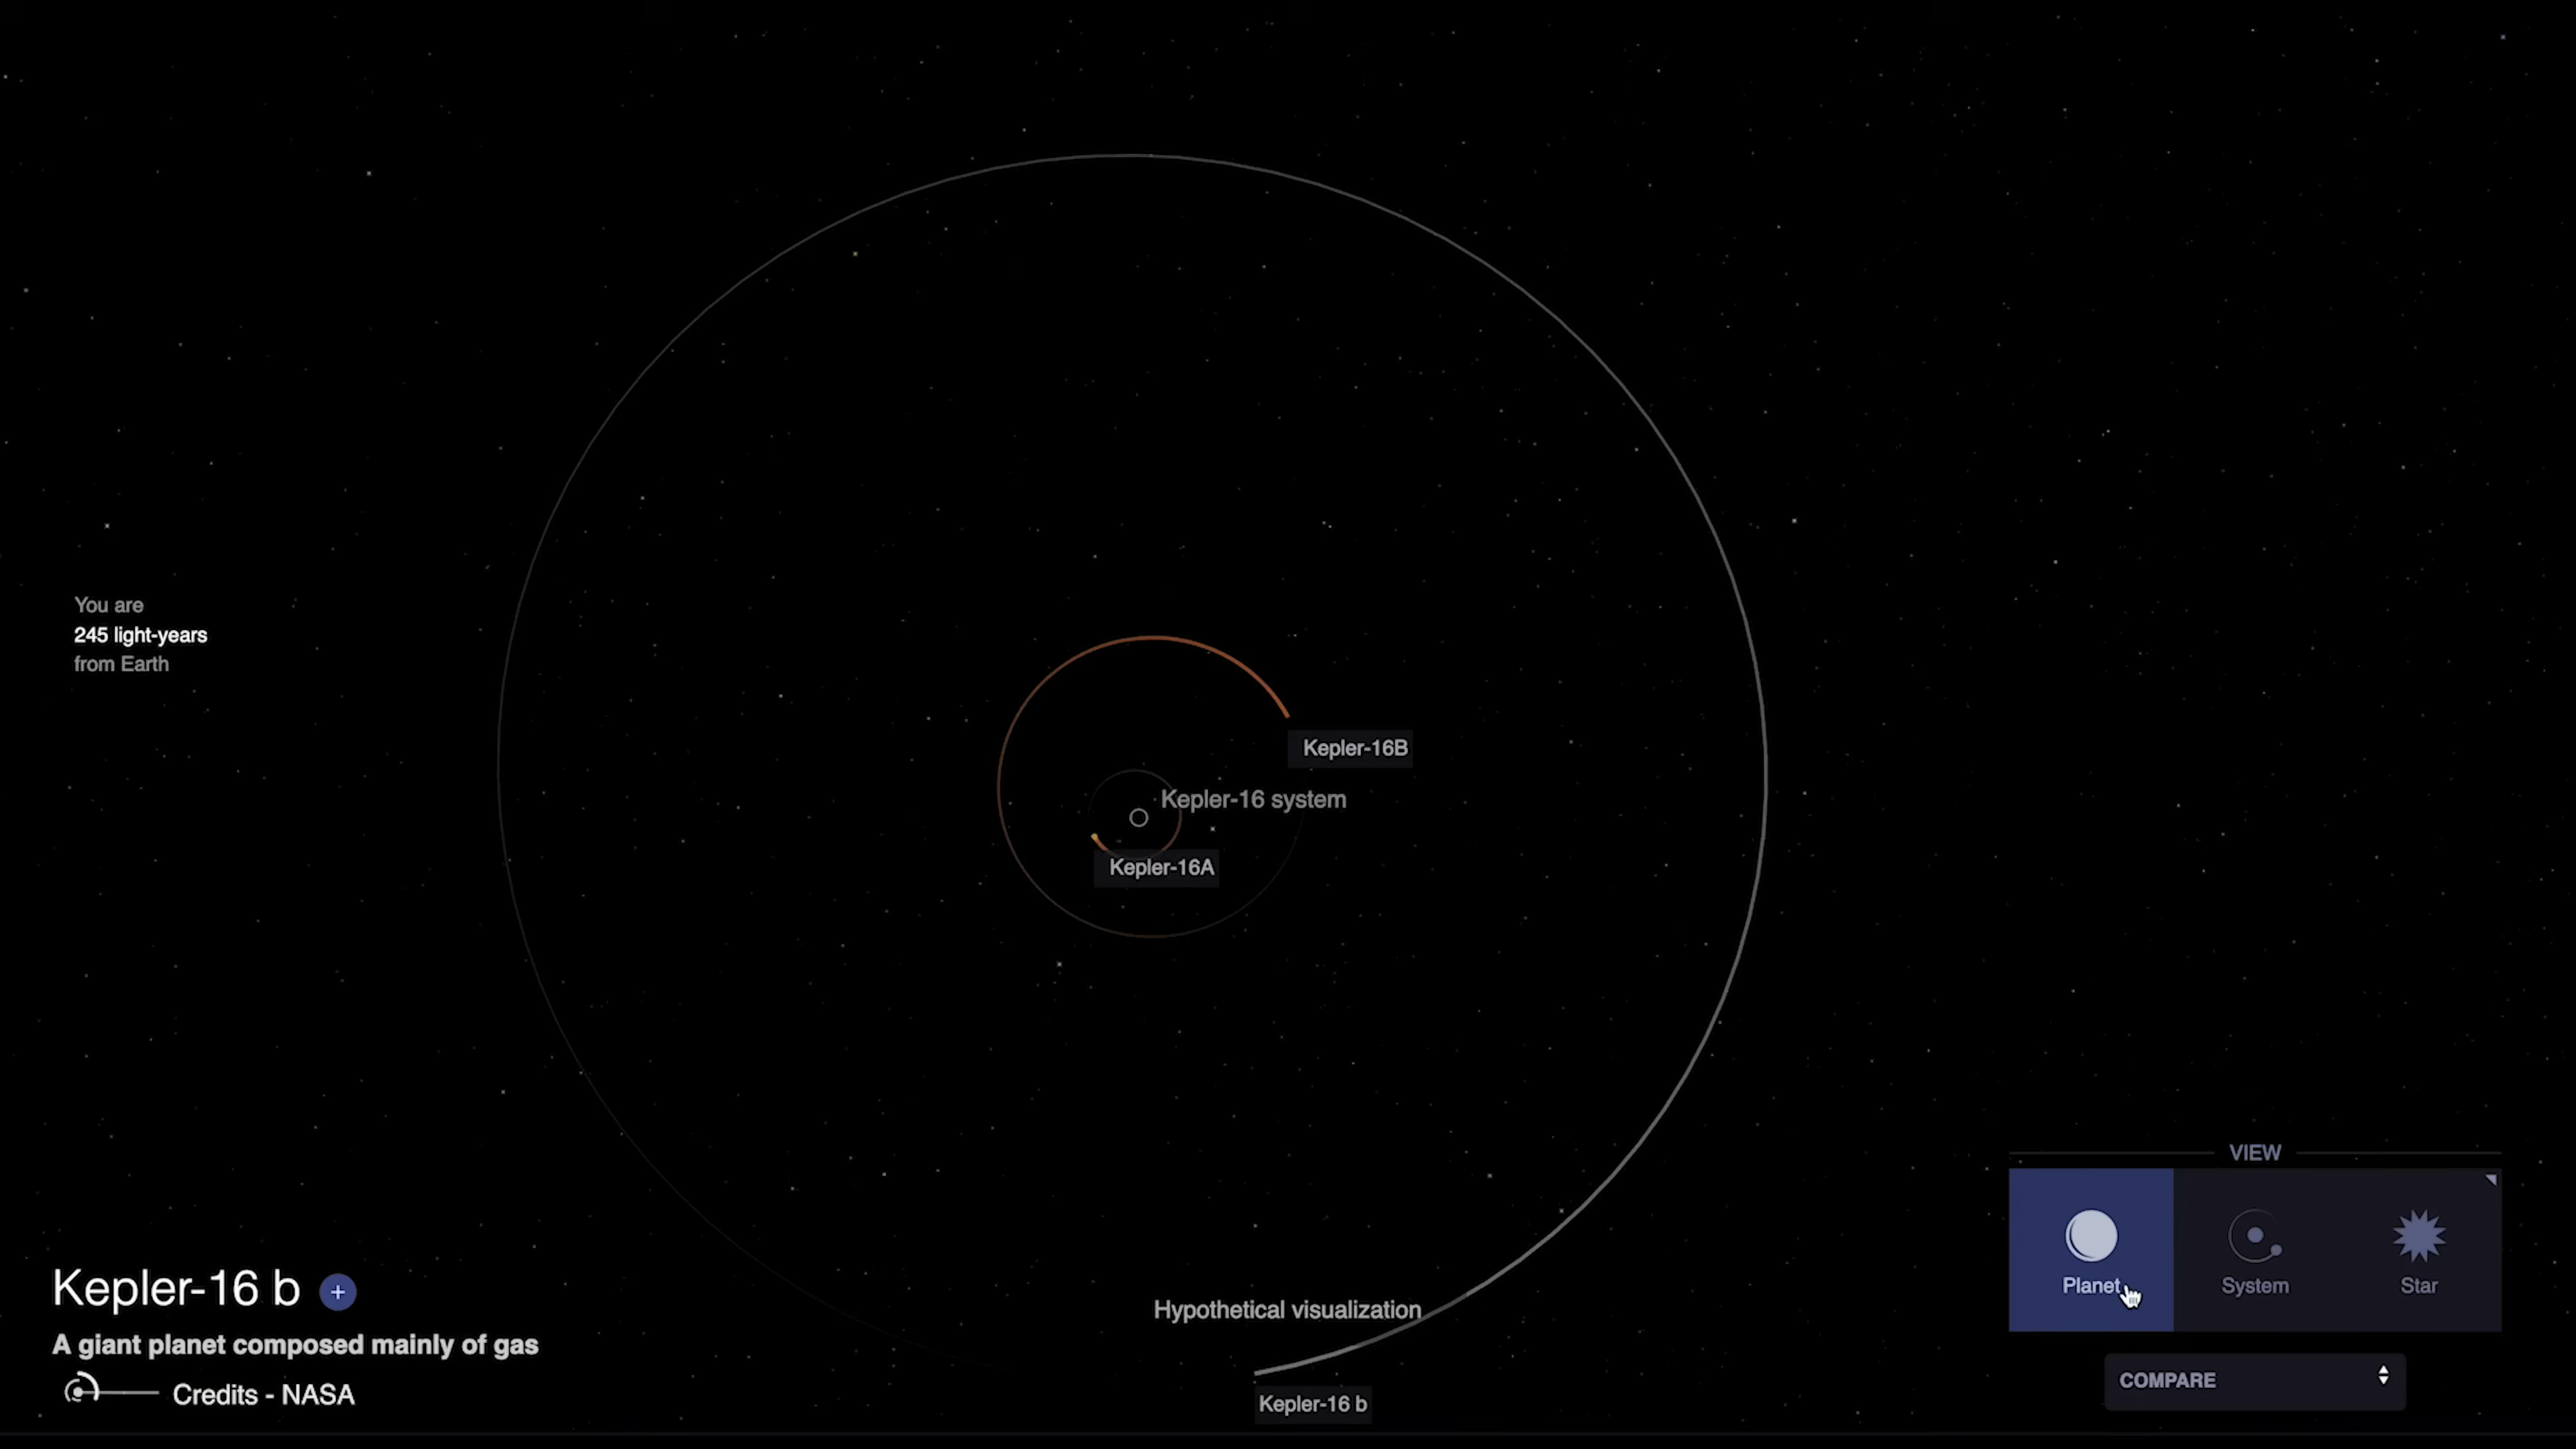 You are
245 light-years
from Earth
Kepler-16B
Kepler-16 system
Kepler-16A
VIEW
Planet
System
Star
Kepler-16 b +
Hypothetical visualization
A giant planet composed mainly of gas
COMPARE
Credits - NASA
Kepler-16 b